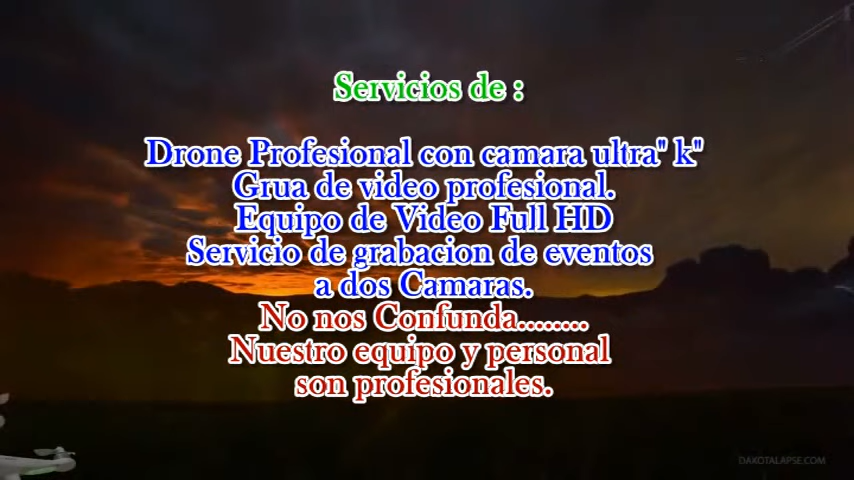 Servicios de :
Drone Profesional con camara ultra" k"
Grua de video profesional.
Equipo de Video Full HD
Servicio de grabacion de eventos
a dos Camaras.
No nos Confunda........
Nuestro equipo y personal
son profesionales.
DAKOTALAPSE.COM